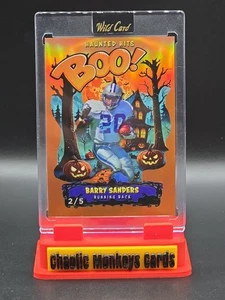 Wild Card
HAUNTED HITS
BOO!
20
BARRY SANDERS
RUNNING BACK
2/5
Chaotic Monkeys Cards